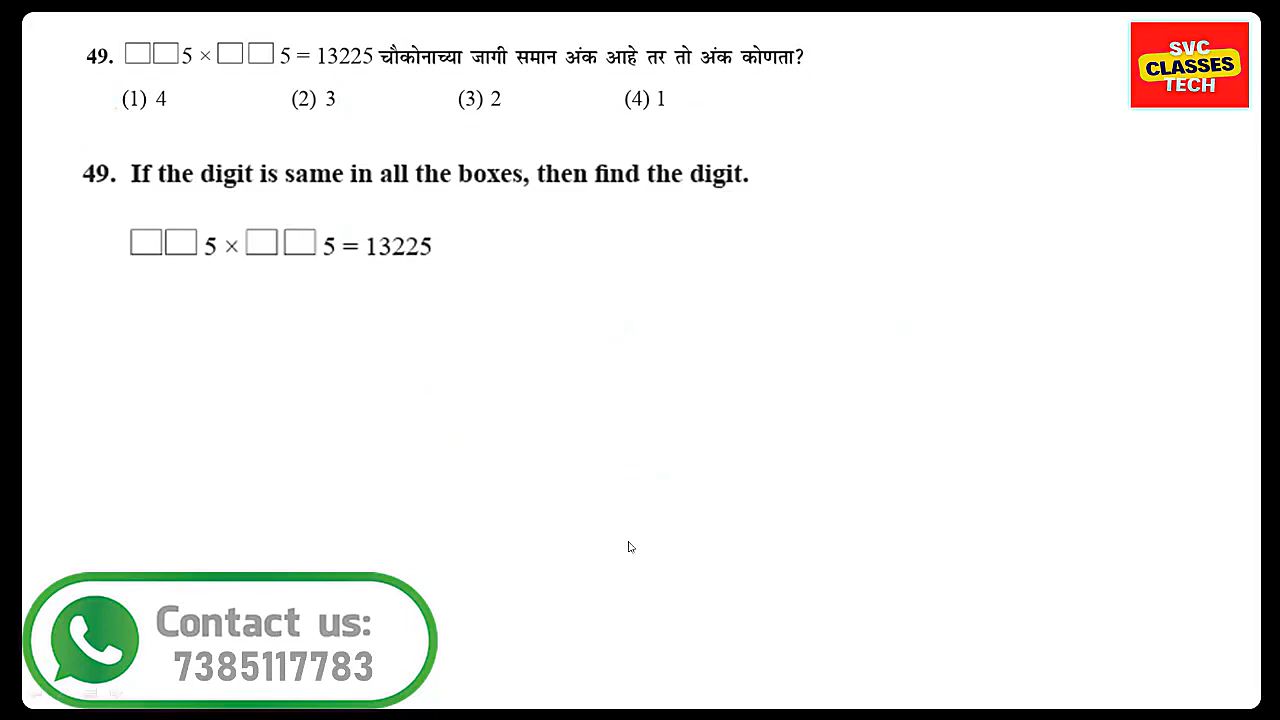 49. □□5 × □□5 = 13225 चौकोनाच्या जागी समान अंक आहे तर तो अंक कोणता?
(1) 4 (2) 3 (3) 2 (4) 1
SVC
CLASSES
TECH
49. If the digit is same in all the boxes, then find the digit.
□□5 × □□5 = 13225
Contact us:
7385117783